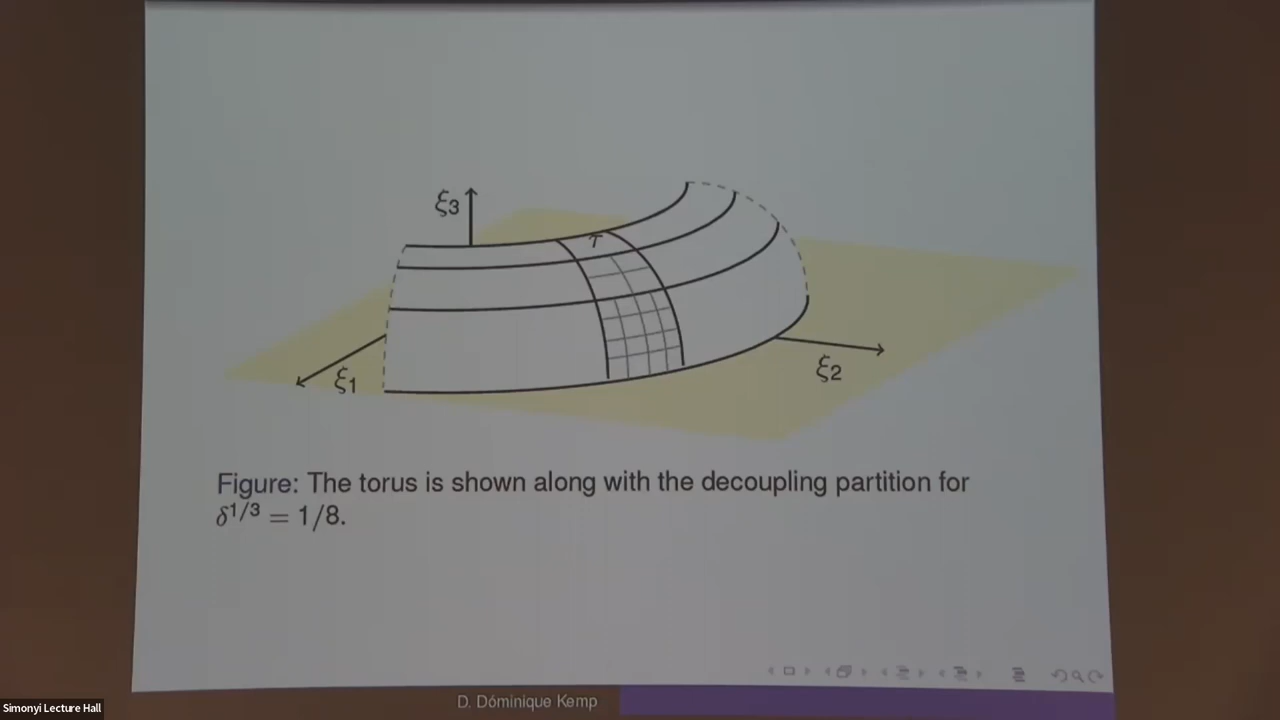 ξ3
τ
ξ1
ξ2
Figure: The torus is shown along with the decoupling partition for
δ^1/3 = 1/8.
D. Dóminique Kemp
Simonyi Lecture Hall